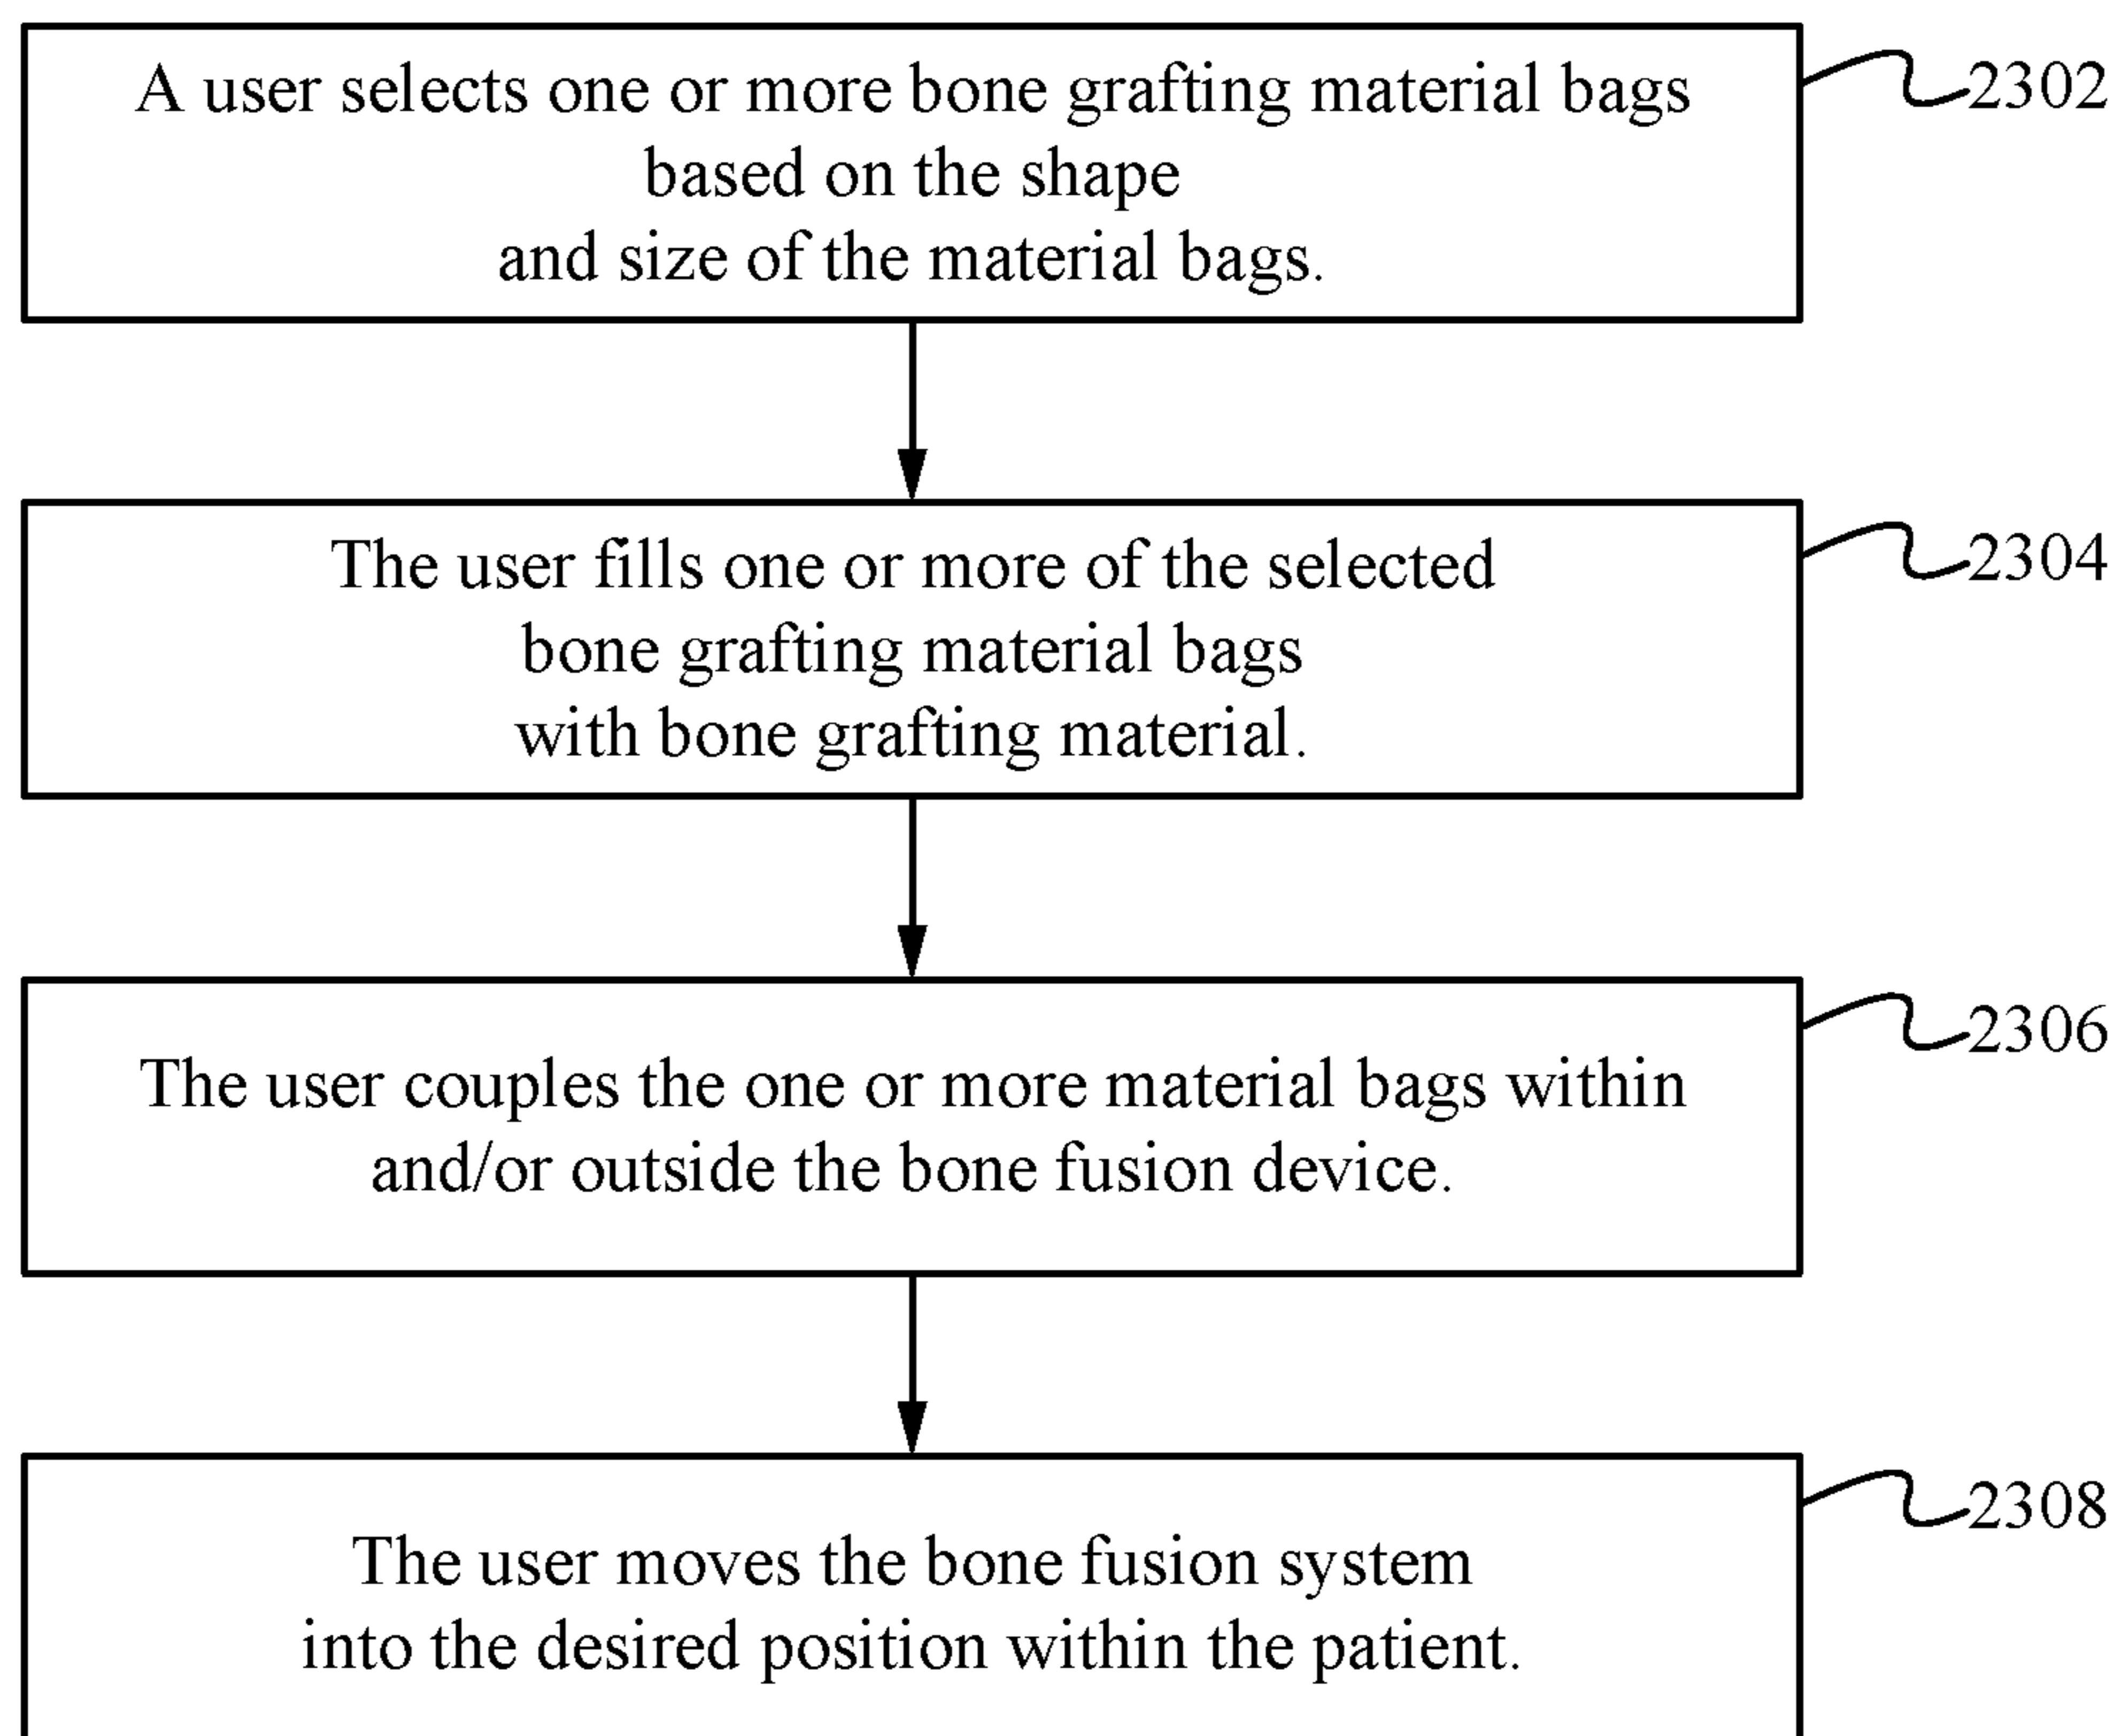 A user selects one or more bone grafting material bags
based on the shape
and size of the material bags.
2302
The user fills one or more of the selected
bone grafting material bags
with bone grafting material.
2304
The user couples the one or more material bags within
and/or outside the bone fusion device.
2306
The user moves the bone fusion system
into the desired position within the patient.
2308